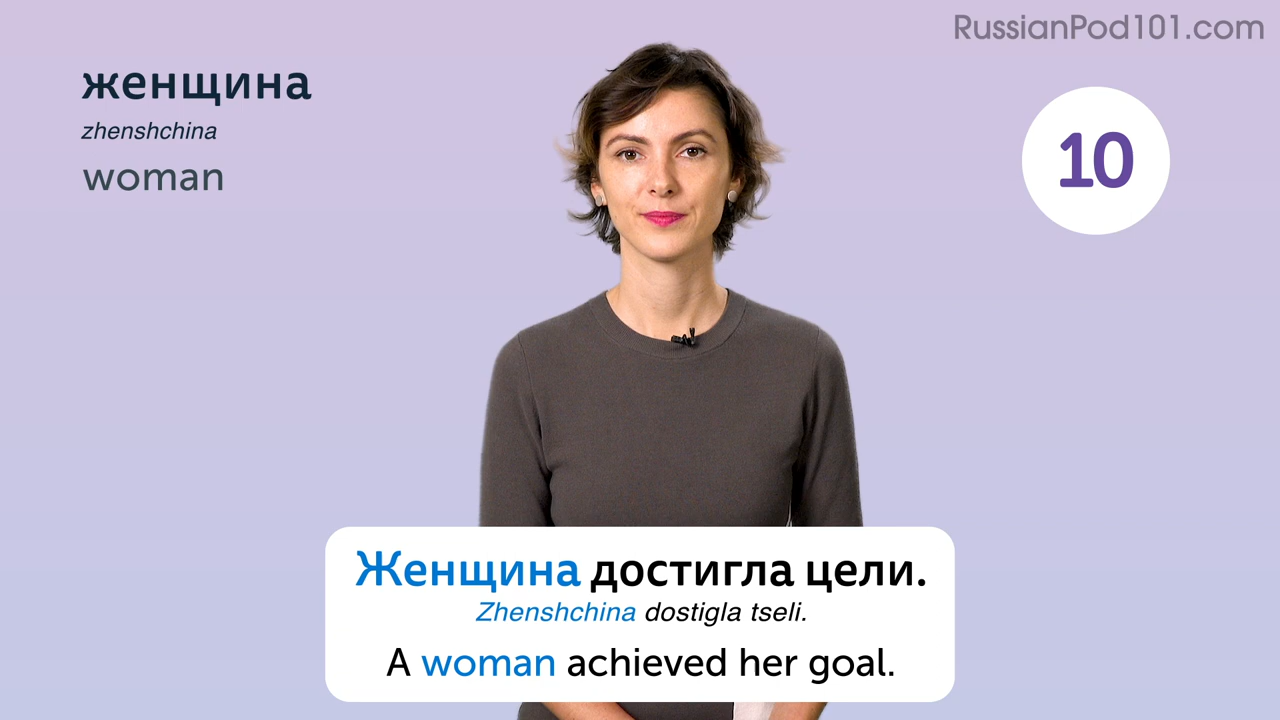 RussianPod101.com
женщина
zhenshchina
woman
10
Женщина достигла цели.
Zhenshchina dostigla tseli.
A woman achieved her goal.